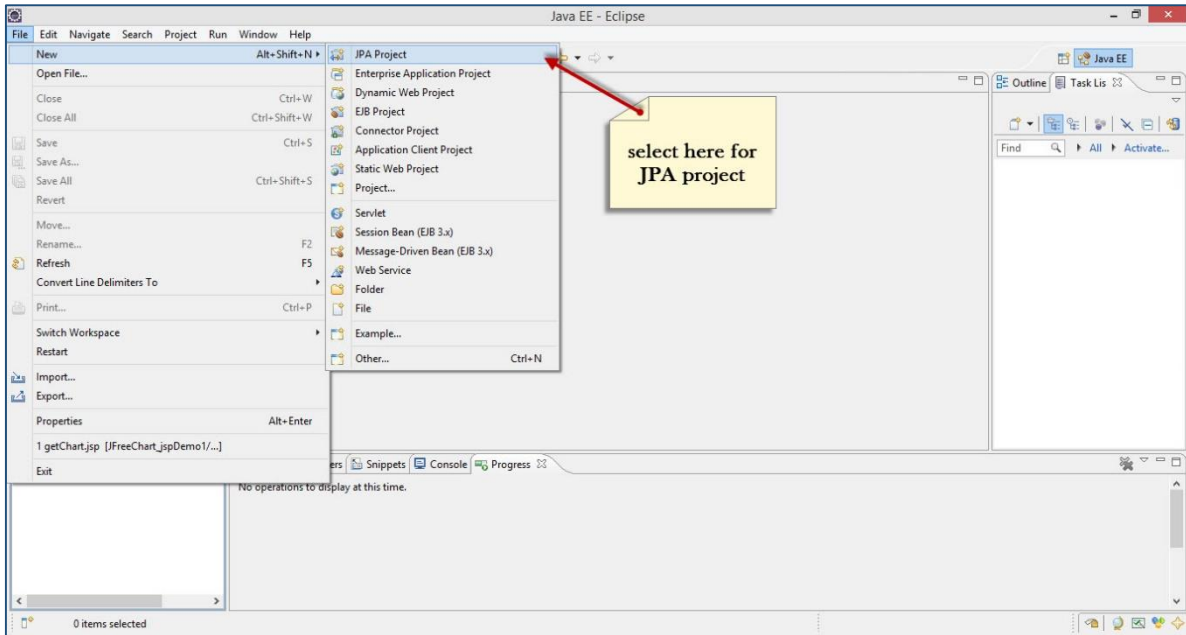 Java EE - Eclipse
File Edit Navigate Search Project Run Window Help
New Alt+Shift+N
Open File...
Close Ctrl+W
Close All Ctrl+Shift+W
Save Ctrl+S
Save As...
Save All Ctrl+Shift+S
Revert
Move...
Rename... F2
Refresh F5
Convert Line Delimiters To
Print... Ctrl+P
Switch Workspace
Restart
Import...
Export...
Properties Alt+Enter
1 getChart.jsp [JFreeChart_jspDemo1/...]
Exit
JPA Project
Enterprise Application Project
Dynamic Web Project
EJB Project
Connector Project
Application Client Project
Static Web Project
Project...
Servlet
Session Bean (EJB 3.x)
Message-Driven Bean (EJB 3.x)
Web Service
Folder
File
Example...
Other... Ctrl+N
select here for
JPA project
Java EE
Outline Task Lis
Find All Activate...
ers Snippets Console Progress
No operations to display at this time.
0 items selected